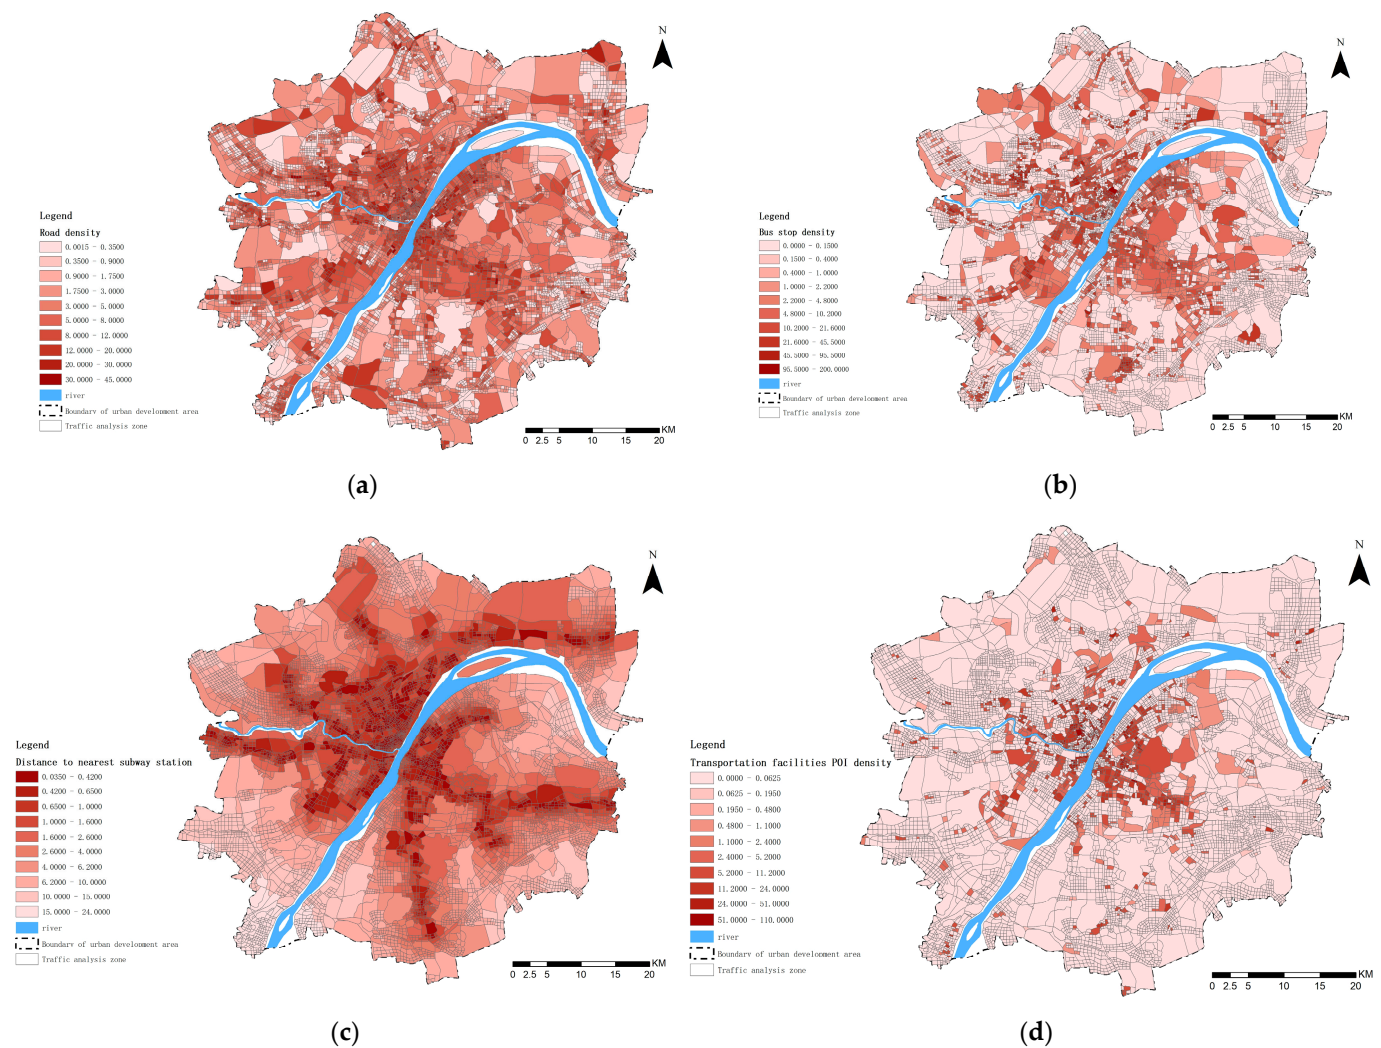 N
Legend
Road density
0.0015 - 0.3500
0.3500 - 0.9000
0.9000 - 1.7500
1.7500 - 3.0000
3.0000 - 5.0000
5.0000 - 8.0000
8.0000 - 12.0000
12.0000 - 20.0000
20.0000 - 30.0000
30.0000 - 45.0000
river
Boundary of urban development area
Traffic analysis zone
KM
0 2.5 5 10 15 20
(a)
N
Legend
Bus stop density
0.0000 - 0.1500
0.1500 - 0.4000
0.4000 - 1.0000
1.0000 - 2.2000
2.2000 - 4.8000
4.8000 - 10.2000
10.2000 - 21.6000
21.6000 - 45.5000
45.5000 - 95.5000
95.5000 - 200.0000
river
Boundary of urban development area
Traffic analysis zone
KM
0 2.5 5 10 15 20
(b)
N
Legend
Distance to nearest subway station
0.0350 - 0.4200
0.4200 - 0.6500
0.6500 - 1.0000
1.0000 - 1.6000
1.6000 - 2.6000
2.6000 - 4.0000
4.0000 - 6.2000
6.2000 - 10.0000
10.0000 - 15.0000
15.0000 - 24.0000
river
Boundary of urban development area
Traffic analysis zone
KM
0 2.5 5 10 15 20
(c)
N
Legend
Transportation facilities POI density
0.0000 - 0.0625
0.0625 - 0.1950
0.1950 - 0.4800
0.4800 - 1.1000
1.1000 - 2.4000
2.4000 - 5.2000
5.2000 - 11.2000
11.2000 - 24.0000
24.0000 - 51.0000
51.0000 - 110.0000
river
Boundary of urban development area
Traffic analysis zone
KM
0 2.5 5 10 15 20
(d)